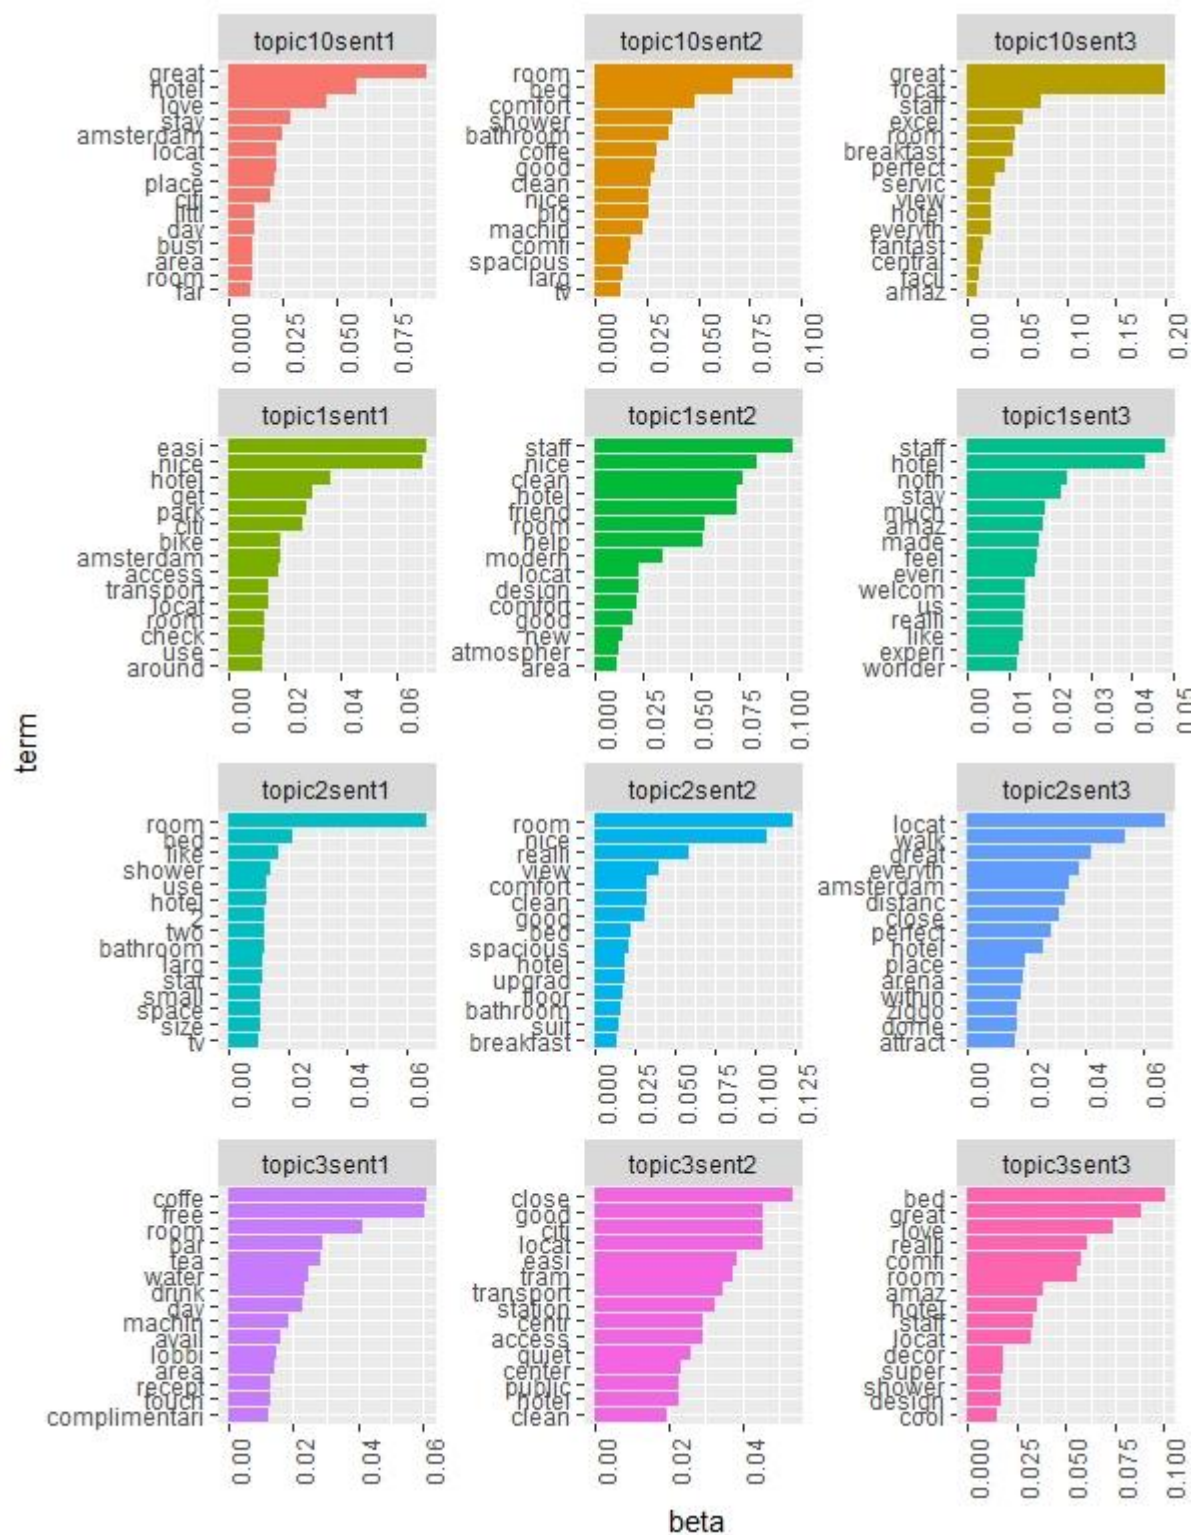 topic10sent1
great
hotel
love
stay
amsterdam
locat
s
place
citi
littl
day
busi
area
room
far
0.000
0.025
0.050
0.075
topic10sent2
room
bed
comfort
shower
bathroom
coffe
good
clean
nice
big
machin
comfi
spacious
larg
tv
0.000
0.025
0.050
0.075
0.100
topic10sent3
great
locat
staff
excel
room
breakfast
perfect
servic
view
hotel
everyth
fantast
central
facil
amaz
0.00
0.05
0.10
0.15
0.20
topic1sent1
easi
nice
hotel
get
park
citi
bike
amsterdam
access
transport
locat
room
check
use
around
0.00
0.02
0.04
0.06
topic1sent2
staff
nice
clean
hotel
friend
room
help
modern
locat
design
comfort
good
new
atmospher
area
0.000
0.025
0.050
0.075
0.100
topic1sent3
staff
hotel
noth
stay
much
amaz
made
feel
everi
welcom
us
realli
like
experi
wonder
0.00
0.01
0.02
0.03
0.04
0.05
term
topic2sent1
room
bed
like
shower
use
hotel
2
two
bathroom
larg
star
small
space
size
tv
0.00
0.02
0.04
0.06
topic2sent2
room
nice
realli
view
comfort
clean
good
bed
spacious
hotel
upgrad
floor
bathroom
suit
breakfast
0.000
0.025
0.050
0.075
0.100
0.125
topic2sent3
locat
walk
great
everyth
amsterdam
distanc
close
perfect
hotel
place
arena
within
ziggo
dome
attract
0.00
0.02
0.04
0.06
topic3sent1
coffe
free
room
bar
tea
water
drink
day
machin
avail
lobbi
area
recept
touch
complimentari
0.00
0.02
0.04
0.06
topic3sent2
close
good
citi
locat
easi
tram
transport
station
centr
access
quiet
center
public
hotel
clean
0.00
0.02
0.04
topic3sent3
bed
great
love
realli
comfi
room
amaz
hotel
staff
locat
decor
super
shower
design
cool
0.000
0.025
0.050
0.075
0.100
beta